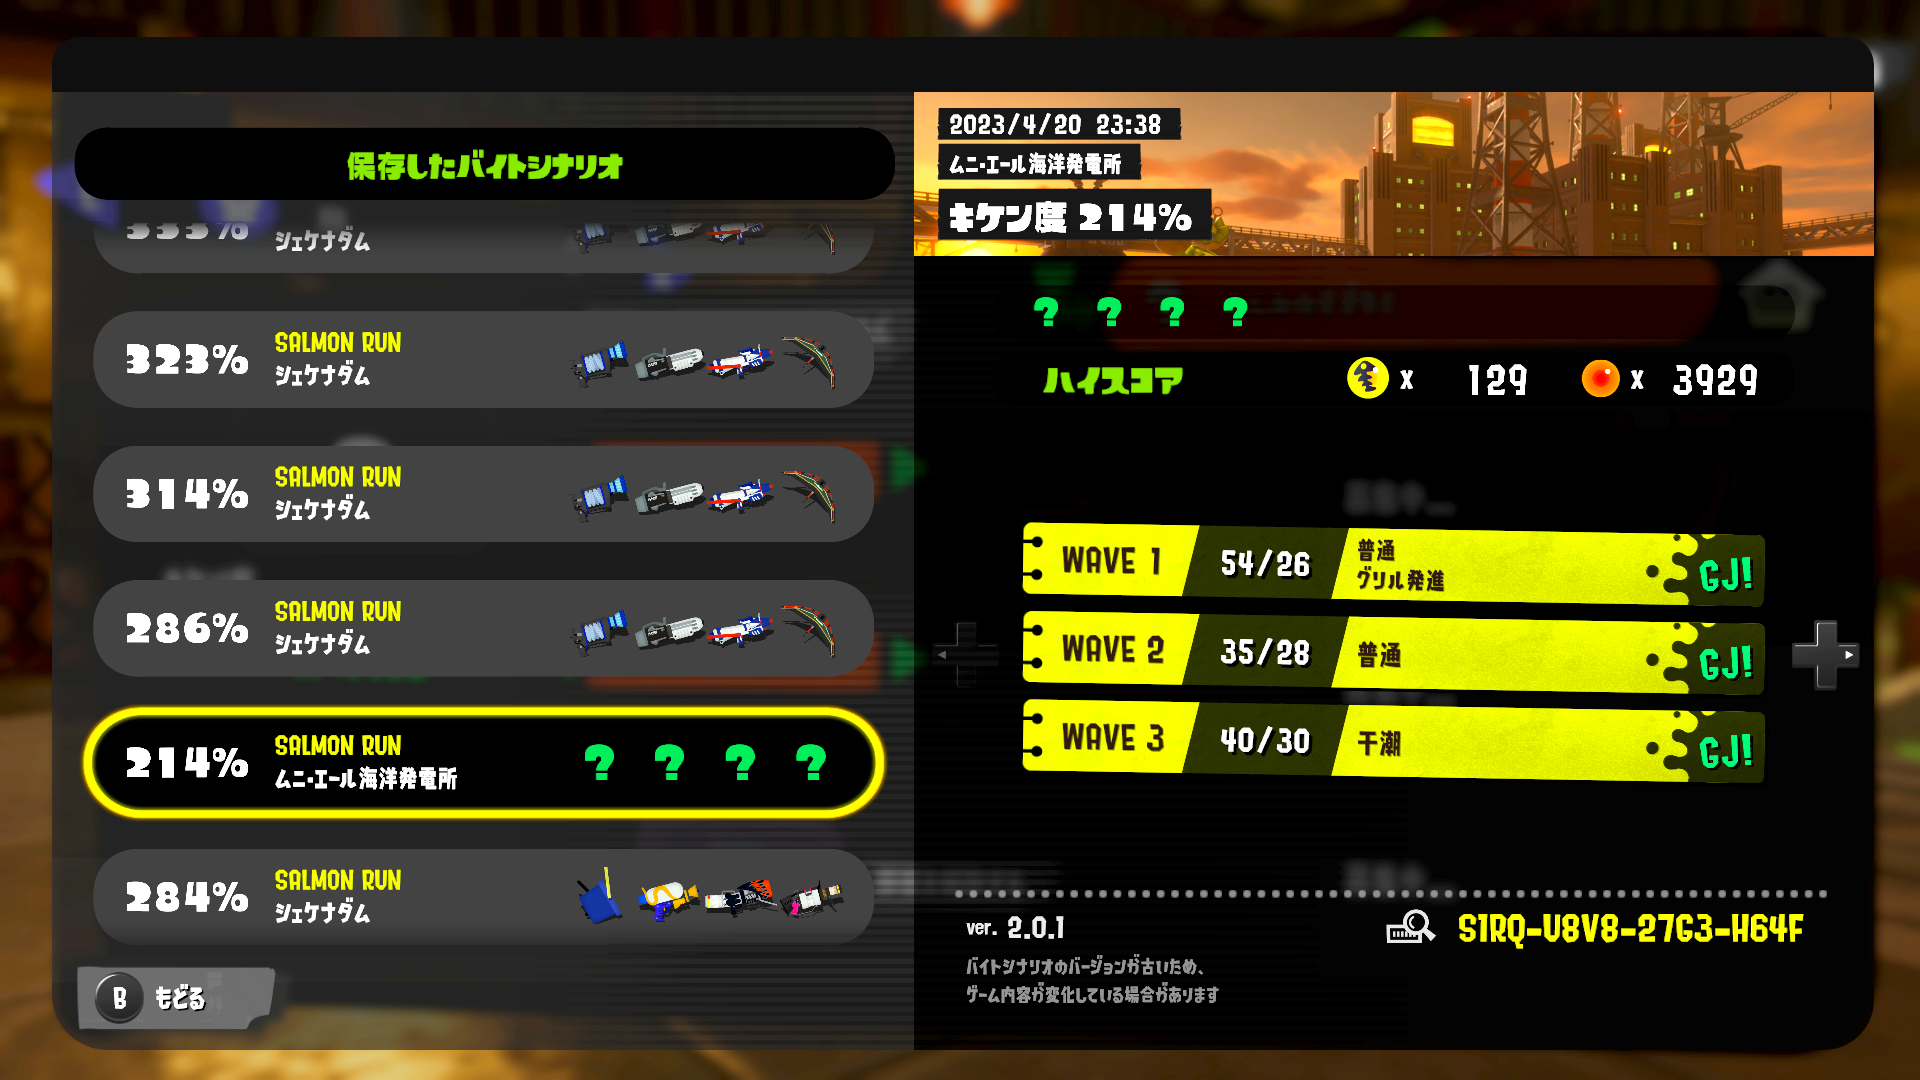 保存したバイトシナリオ
333%
シェケナダム
323%
SALMON RUN
シェケナダム
314%
SALMON RUN
シェケナダム
286%
SALMON RUN
シェケナダム
214%
SALMON RUN
ムニ・エール海洋発電所
? ? ? ?
284%
SALMON RUN
シェケナダム
B もどる
2023/4/20 23:38
ムニ・エール海洋発電所
キケン度 214%
? ? ? ?
ハイスコア x 129 x 3929
WAVE 1 54/26 普通 グリル発進 GJ!
WAVE 2 35/28 普通 GJ!
WAVE 3 40/30 干潮 GJ!
ver. 2.0.1
S1RQ-U8V8-27G3-H64F
バイトシナリオのバージョンが古いため、
ゲーム内容が変化している場合があります